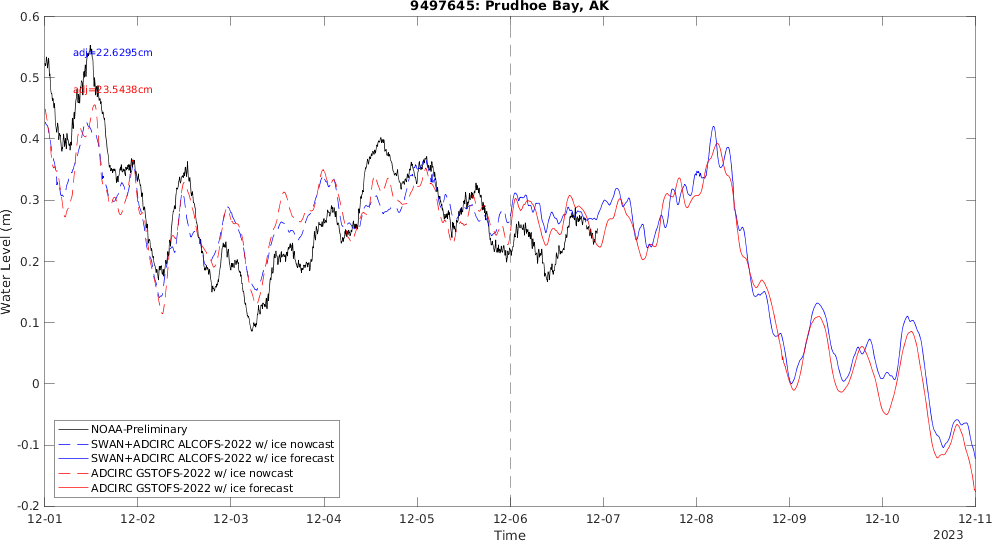 9497645: Prudhoe Bay, AK
0.6
0.5
0.4
0.3
0.2
0.1
0
-0.1
-0.2
Water Level (m)
adj=22.6295cm
adj=23.5438cm
NOAA-Preliminary
SWAN+ADCIRC ALCOFS-2022 w/ ice nowcast
SWAN+ADCIRC ALCOFS-2022 w/ ice forecast
ADCIRC GSTOFS-2022 w/ ice nowcast
ADCIRC GSTOFS-2022 w/ ice forecast
12-01 12-02 12-03 12-04 12-05 12-06 12-07 12-08 12-09 12-10 12-11
Time
2023